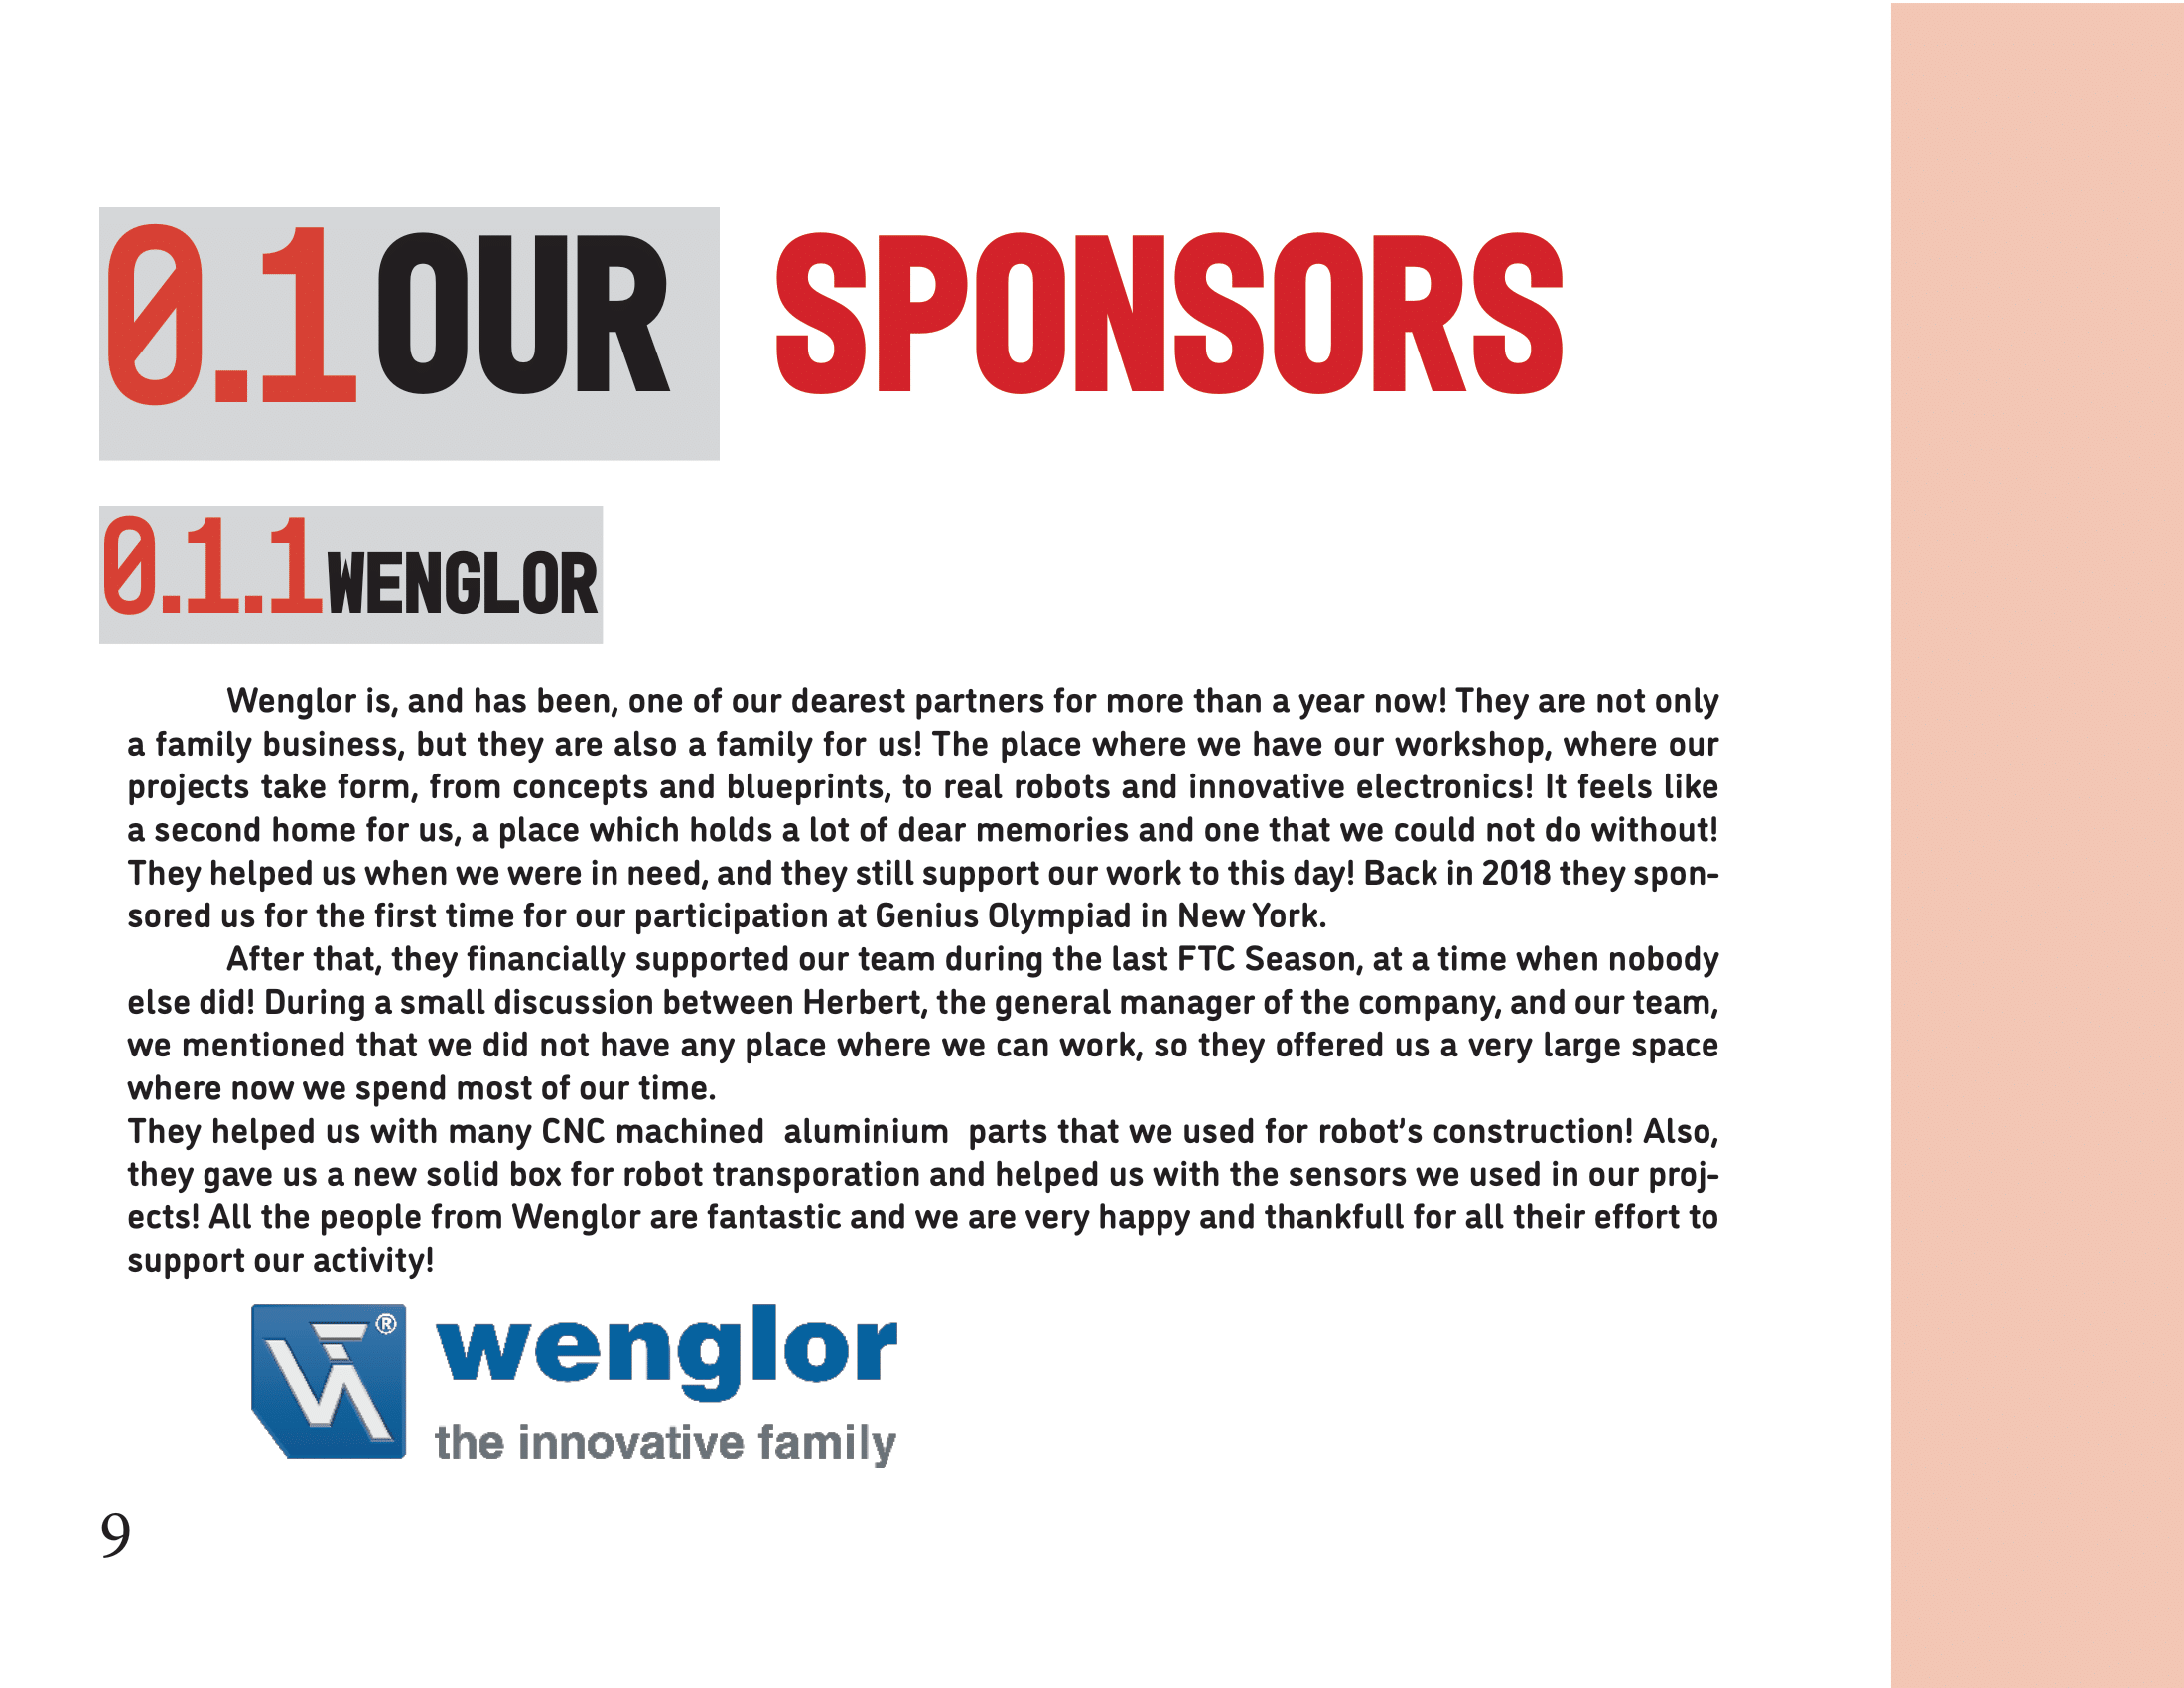 0.1 OUR SPONSORS
0.1.1 WENGLOR
Wenglor is, and has been, one of our dearest partners for more than a year now! They are not only
a family business, but they are also a family for us! The place where we have our workshop, where our
projects take form, from concepts and blueprints, to real robots and innovative electronics! It feels like
a second home for us, a place which holds a lot of dear memories and one that we could not do without!
They helped us when we were in need, and they still support our work to this day! Back in 2018 they spon-
sored us for the first time for our participation at Genius Olympiad in New York.
After that, they financially supported our team during the last FTC Season, at a time when nobody
else did! During a small discussion between Herbert, the general manager of the company, and our team,
we mentioned that we did not have any place where we can work, so they offered us a very large space
where now we spend most of our time.
They helped us with many CNC machined aluminium parts that we used for robot's construction! Also,
they gave us a new solid box for robot transporation and helped us with the sensors we used in our proj-
ects! All the people from Wenglor are fantastic and we are very happy and thankfull for all their effort to
support our activity!
®
wenglor
the innovative family
9